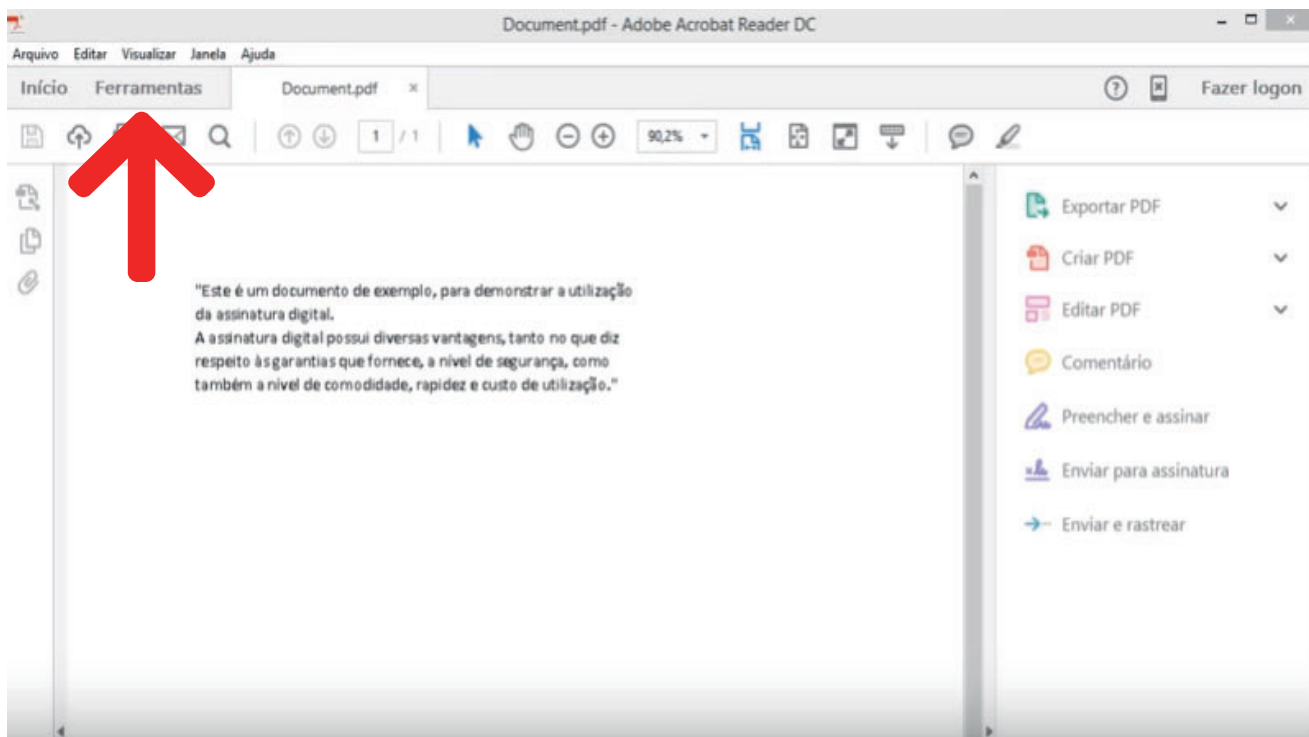 Document.pdf - Adobe Acrobat Reader DC
Arquivo Editar Visualizar Janela Ajuda
Início Ferramentas Document.pdf × Fazer logon
1 / 1 90,2%
Exportar PDF
Criar PDF
Editar PDF
Comentário
Preencher e assinar
Enviar para assinatura
Enviar e rastrear
"Este é um documento de exemplo, para demonstrar a utilização
da assinatura digital.
A assinatura digital possui diversas vantagens, tanto no que diz
respeito às garantias que fornece, a nível de segurança, como
também a nível de comodidade, rapidez e custo de utilização."